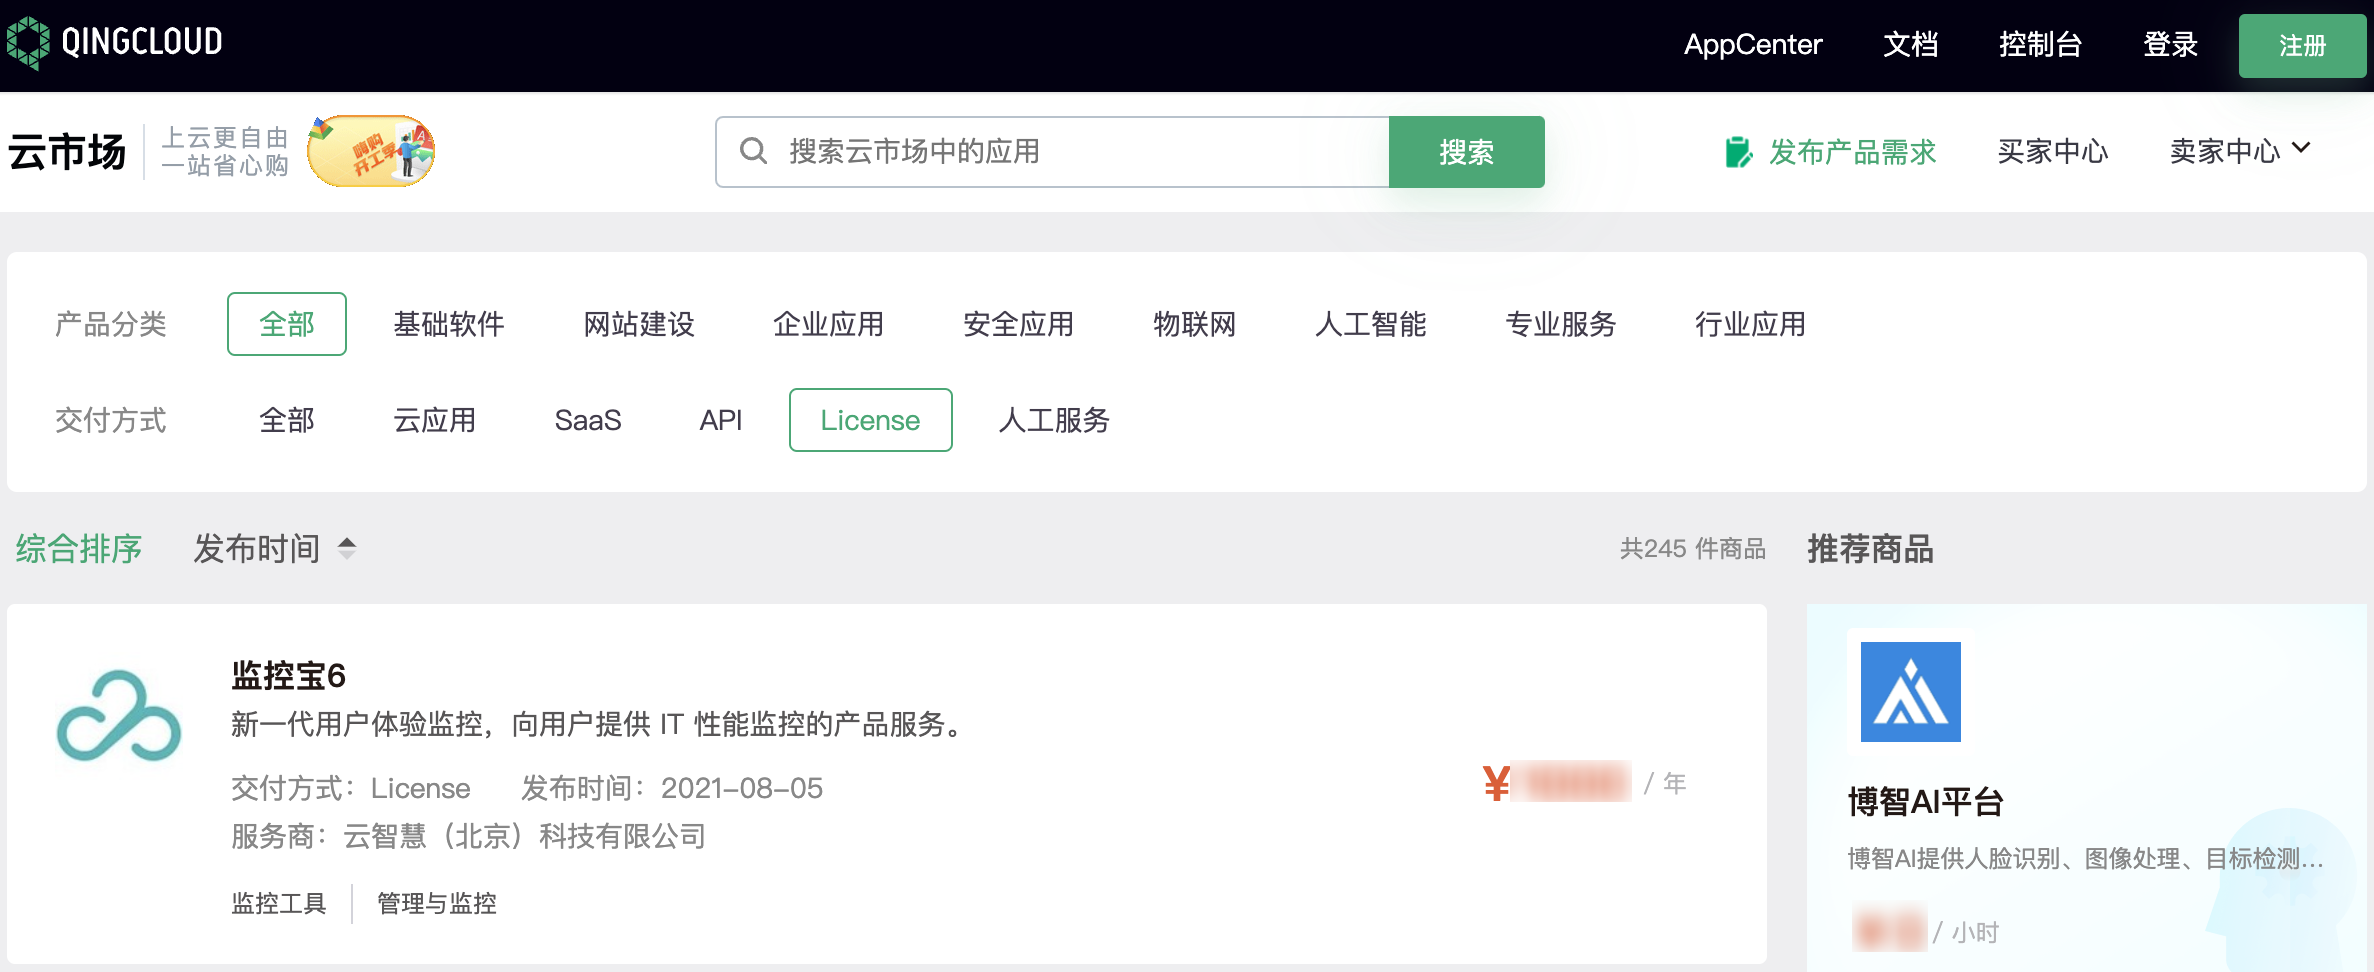 QINGCLOUD
AppCenter 文档 控制台 登录 注册
云市场
上云更自由
一站省心购
嗨购
开工季
搜索云市场中的应用
搜索
发布产品需求 买家中心 卖家中心
产品分类 全部 基础软件 网站建设 企业应用 安全应用 物联网 人工智能 专业服务 行业应用
交付方式 全部 云应用 SaaS API License 人工服务
综合排序 发布时间 共245 件商品
监控宝6
新一代用户体验监控，向用户提供 IT 性能监控的产品服务。
交付方式：License 发布时间：2021-08-05
服务商：云智慧（北京）科技有限公司
¥ / 年
监控工具 管理与监控
推荐商品
博智AI平台
博智AI提供人脸识别、图像处理、目标检测...
/ 小时